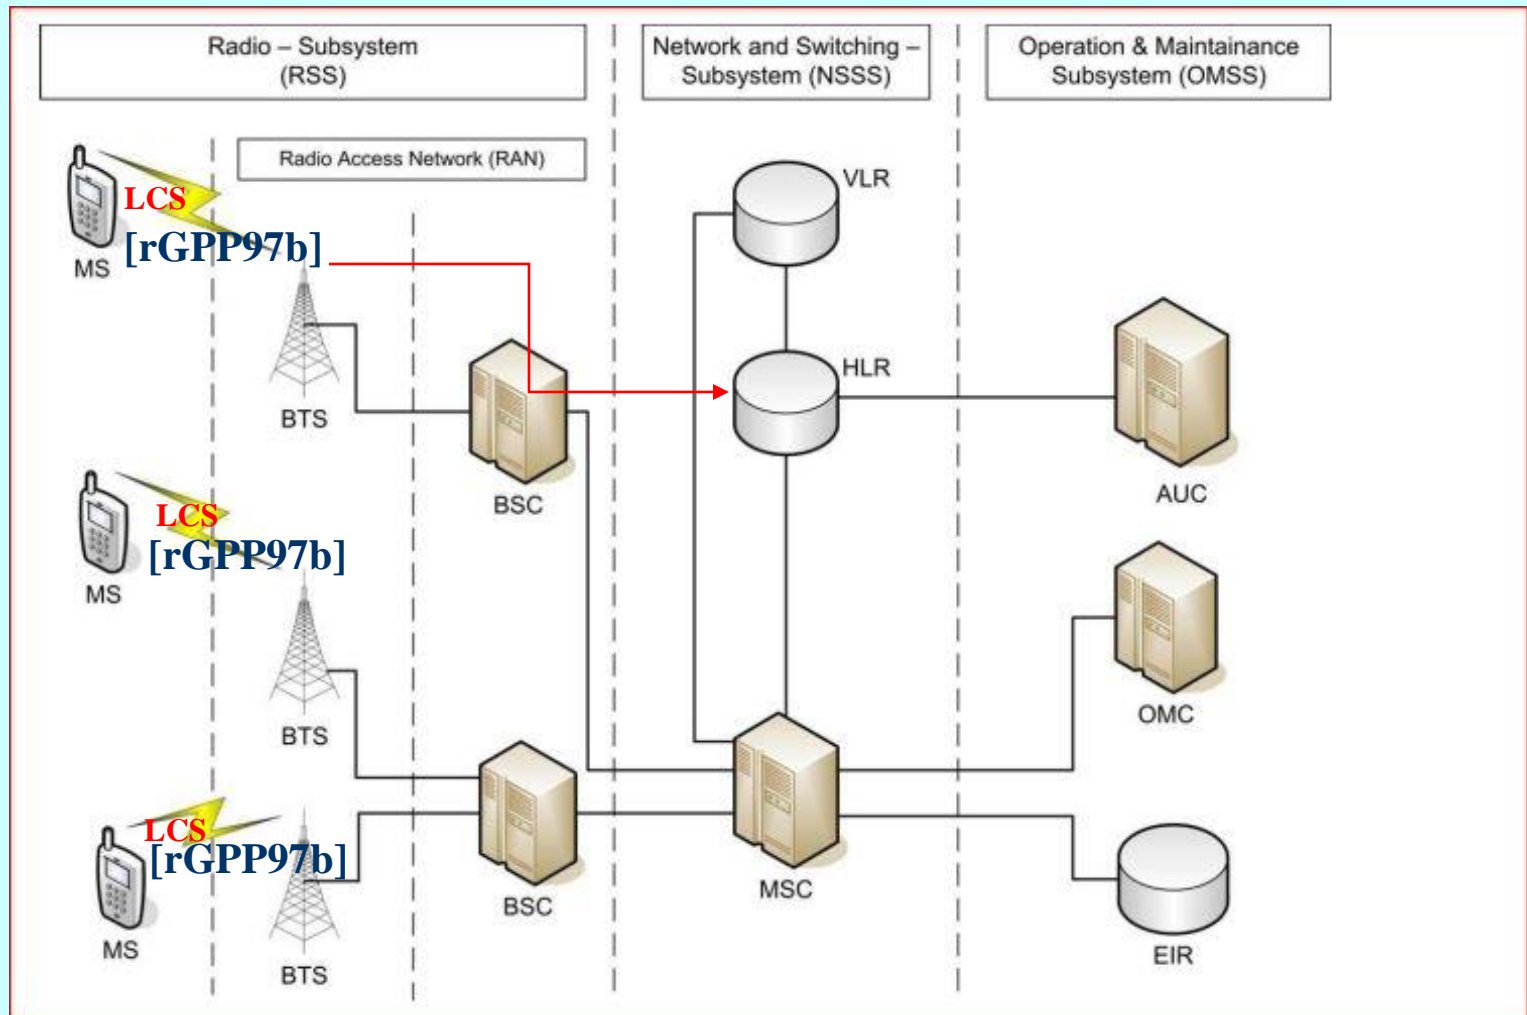 Radio – Subsystem
(RSS)
Network and Switching –
Subsystem (NSSS)
Operation & Maintainance
Subsystem (OMSS)
Radio Access Network (RAN)
LCS
[rGPP97b]
MS
BTS
BSC
VLR
HLR
AUC
LCS
[rGPP97b]
MS
BTS
OMC
LCS
[rGPP97b]
MS
BTS
BSC
MSC
EIR